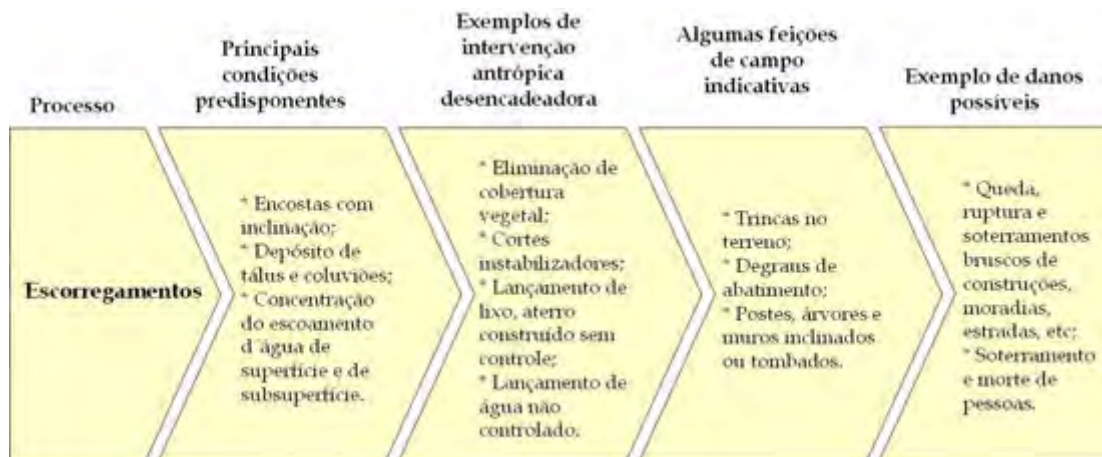 Processo
Principais
condições
predisponentes
Exemplos de
intervenção
antrópica
desencadeadora
Algumas feições
de campo
indicativas
Exemplo de danos
possíveis
Escorregamentos
* Encostas com
inclinação;
* Depósito de
tálus e coluviões;
* Concentração
do escoamento
d´água de
superfície e de
subsuperfície.
* Eliminação de
cobertura
vegetal;
* Cortes
instabilizadores;
* Lançamento de
lixo, aterro
construído sem
controle;
* Lançamento de
água não
controlado.
* Trincas no
terreno;
* Degraus de
abatimento;
* Postes, árvores e
muros inclinados
ou tombados.
* Queda,
ruptura e
soterramentos
bruscos de
construções,
moradias,
estradas, etc;
* Soterramento
e morte de
pessoas.